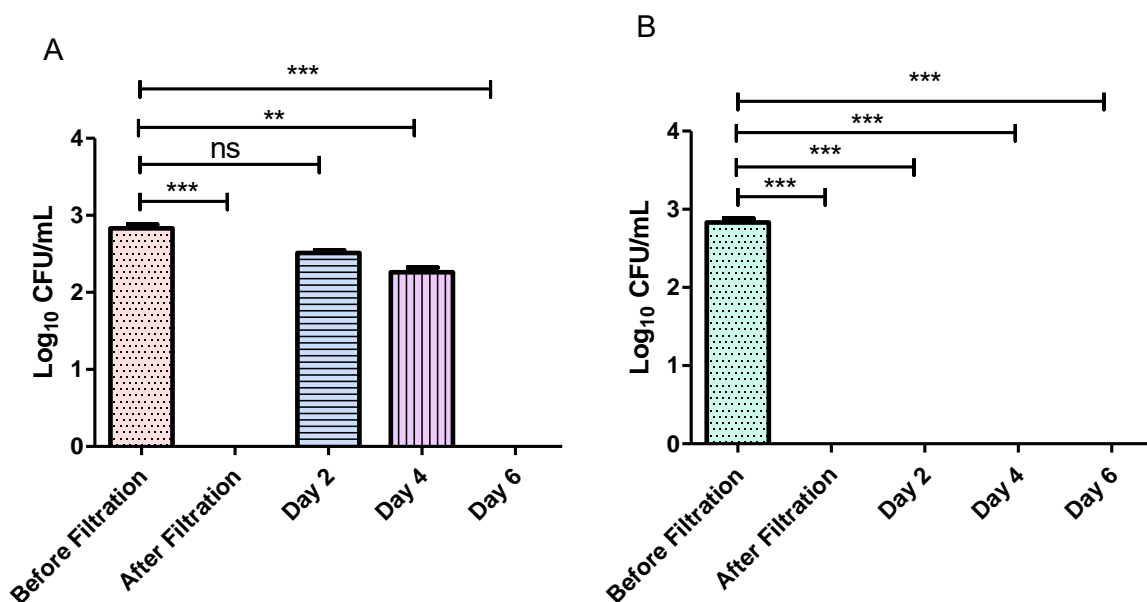 A
***
**
ns
***
4
3
2
1
0
Log₁₀ CFU/mL
Before Filtration
After Filtration
Day 2
Day 4
Day 6
B
***
***
***
***
4
3
2
1
0
Log₁₀ CFU/mL
Before Filtration
After Filtration
Day 2
Day 4
Day 6